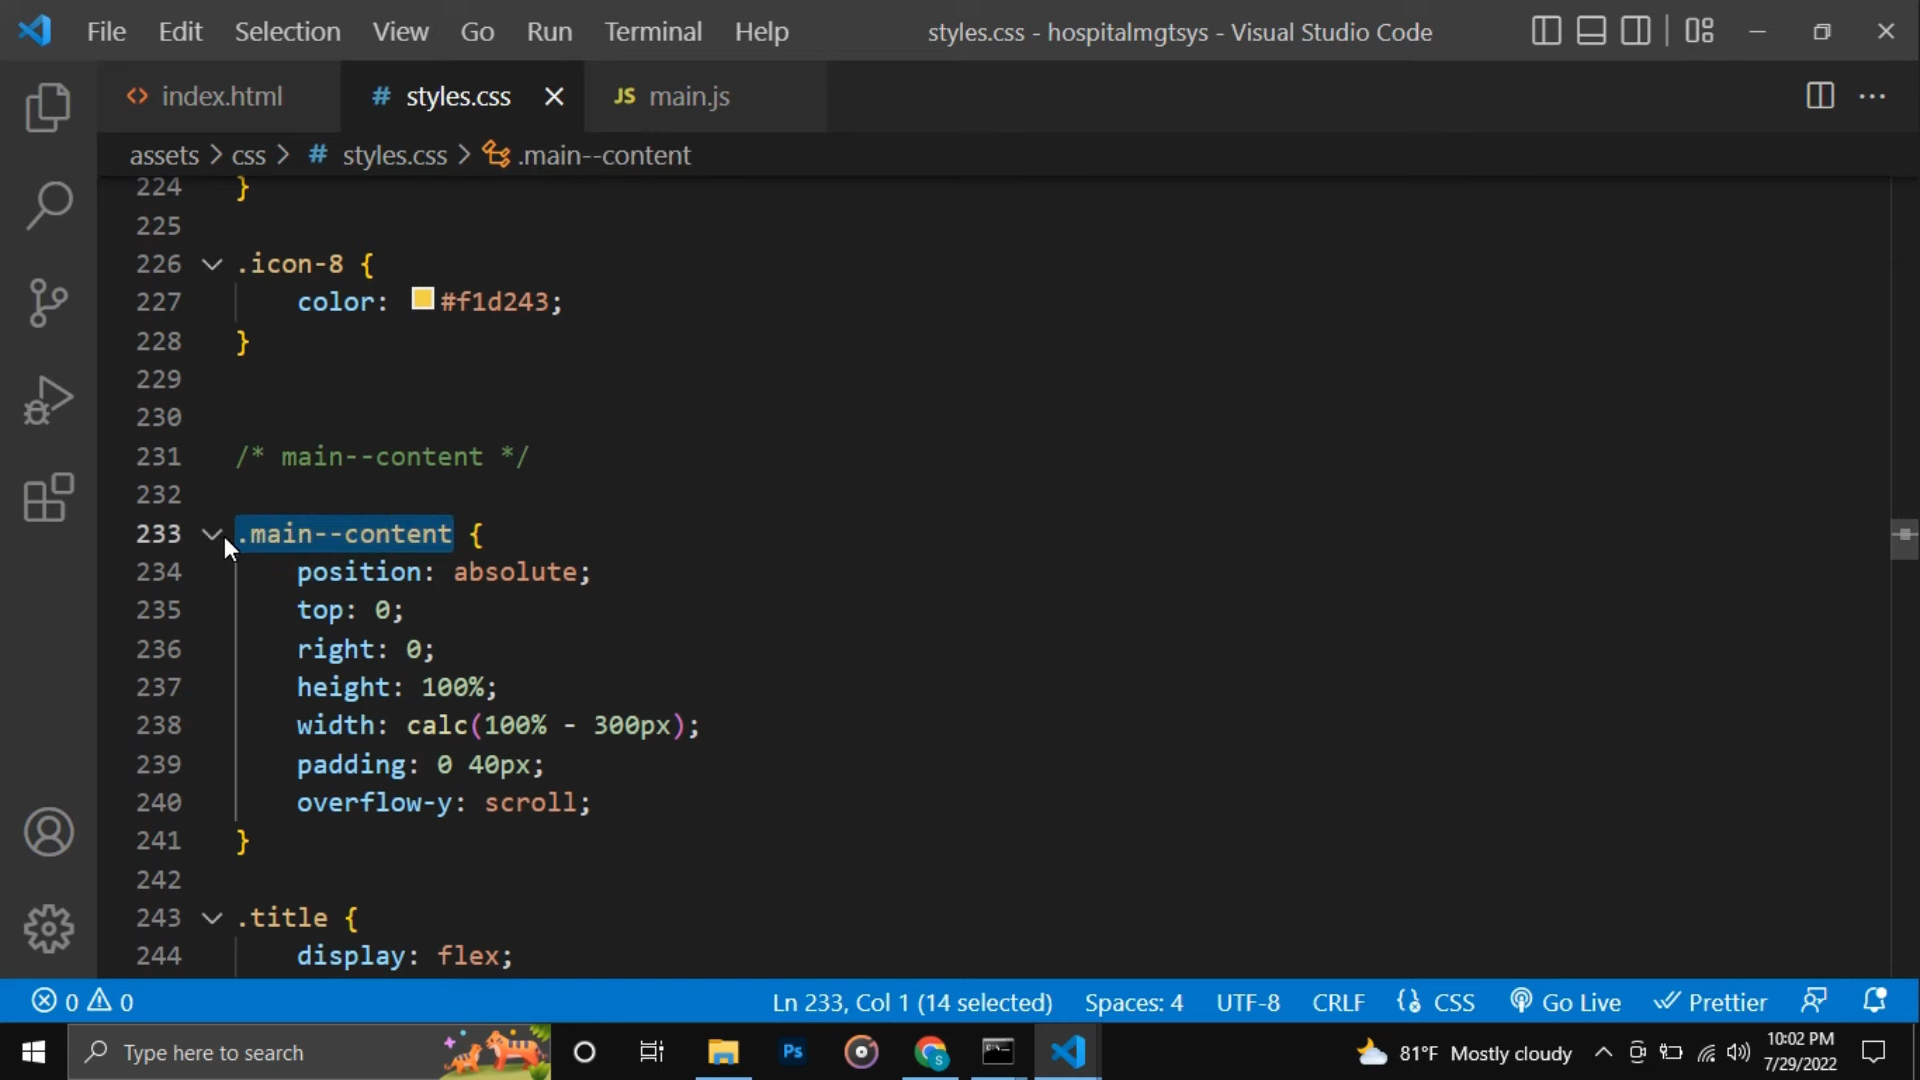 File Edit Selection View Go Run Terminal Help styles.css - hospitalmgtsys - Visual Studio Code
index.html # styles.css JS main.js
assets > css > # styles.css > .main--content
224 }
225
226 .icon-8 {
227 color: #f1d243;
228 }
229
230
231 /* main--content */
232
233 .main--content {
234 position: absolute;
235 top: 0;
236 right: 0;
237 height: 100%;
238 width: calc(100% - 300px);
239 padding: 0 40px;
240 overflow-y: scroll;
241 }
242
243 .title {
244 display: flex;
0 0 Ln 233, Col 1 (14 selected) Spaces: 4 UTF-8 CRLF CSS Go Live Prettier
Type here to search Ps 81°F Mostly cloudy 10:02 PM
7/29/2022